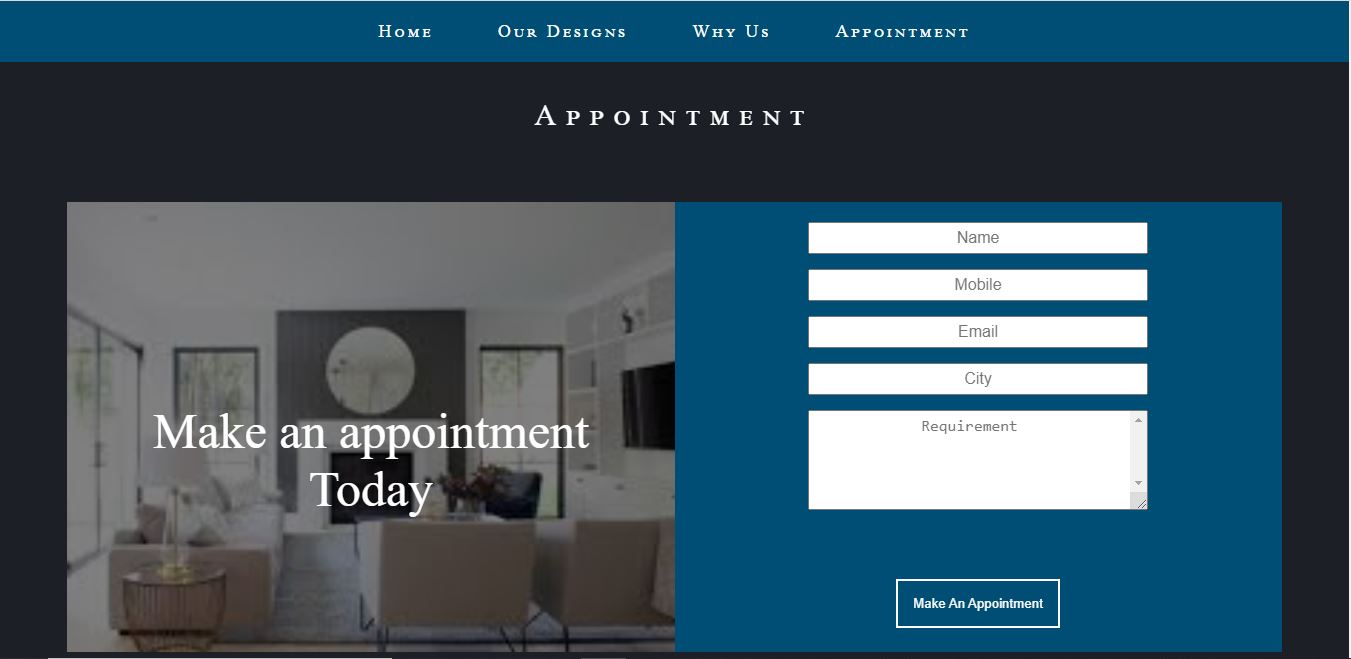 Home Our Designs Why Us Appointment
Appointment
Make an appointment
Today
Name
Mobile
Email
City
Requirement
Make An Appointment